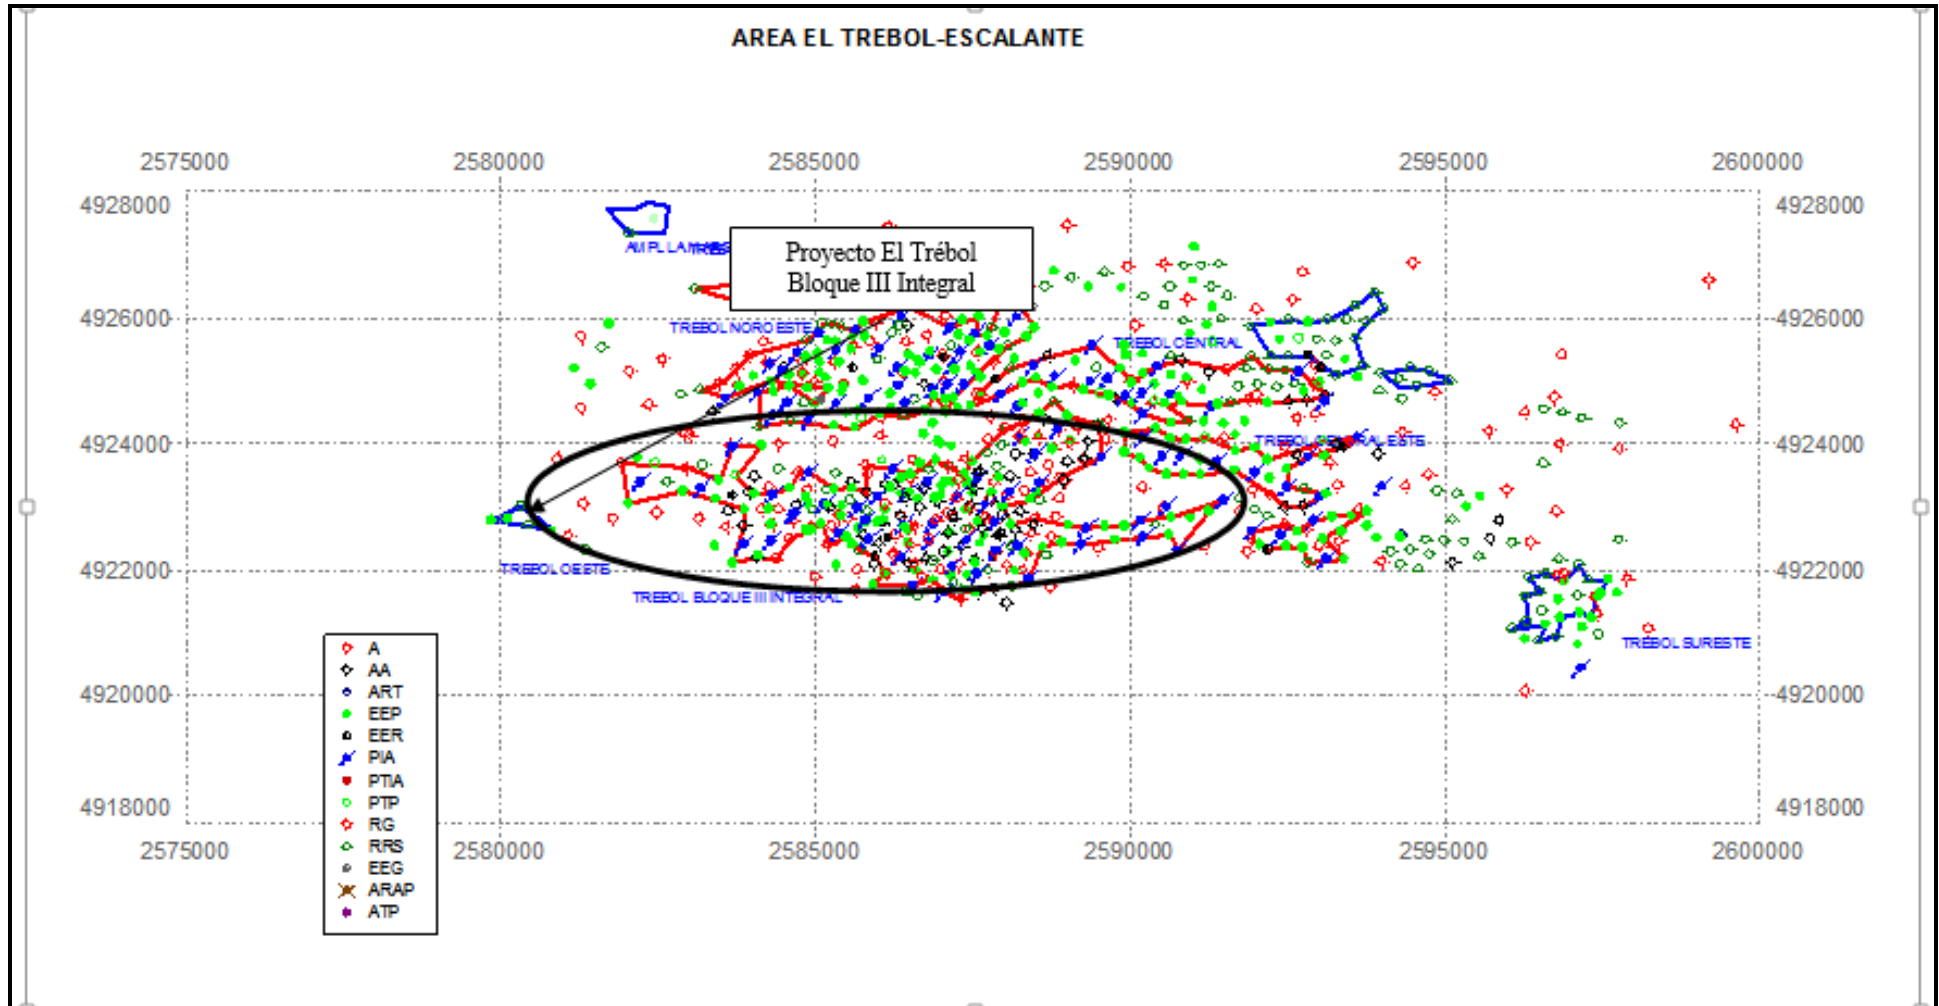 AREA EL TREBOL-ESCALANTE
2575000 2580000 2585000 2590000 2595000 2600000
4928000 4928000
Proyecto El Trébol
Bloque III Integral
4926000 4926000
TREBOL NOROESTE
TREBOL CENTRAL
4924000 4924000
TREBOL CENTRAL ESTE
4922000 4922000
TREBOL OESTE
TREBOL BLOQUE III INTEGRAL
TREBOL SURESTE
4920000 4920000
4918000 4918000
2575000 2580000 2585000 2590000 2595000 2600000
A
AA
ART
EEP
EER
PIA
PTIA
PTP
RG
RRS
EEG
ARAP
ATP